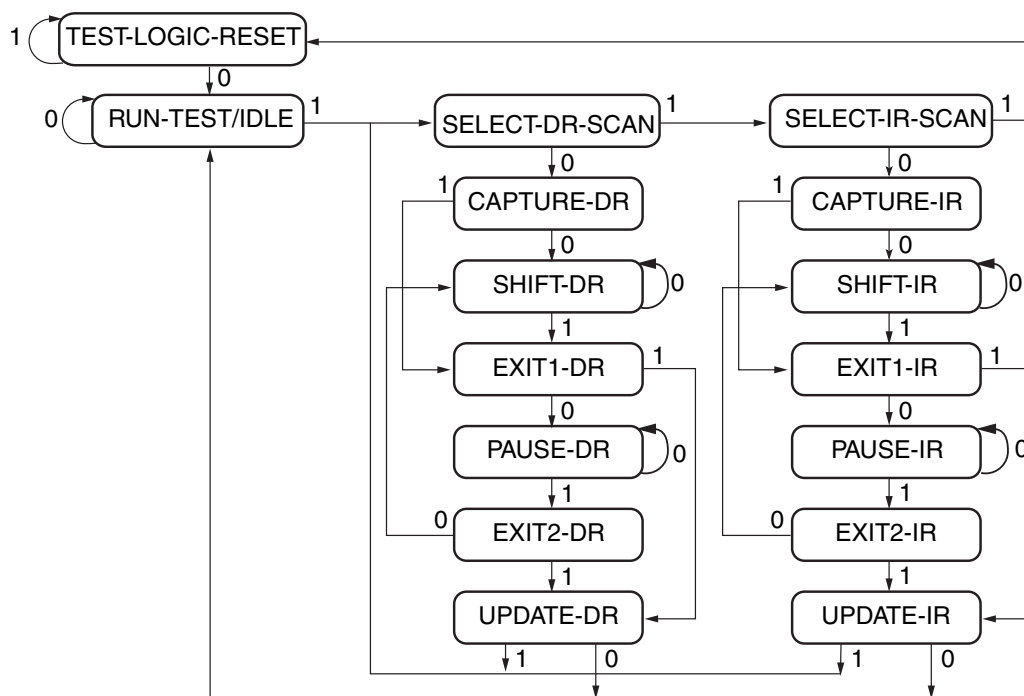 1
TEST-LOGIC-RESET
0
0
RUN-TEST/IDLE
1
SELECT-DR-SCAN
1
SELECT-IR-SCAN
1
0
0
1
CAPTURE-DR
1
CAPTURE-IR
0
0
SHIFT-DR
0
SHIFT-IR
0
1
1
EXIT1-DR
1
EXIT1-IR
1
0
0
PAUSE-DR
0
PAUSE-IR
0
1
1
0
EXIT2-DR
0
EXIT2-IR
1
1
UPDATE-DR
UPDATE-IR
1
0
1
0